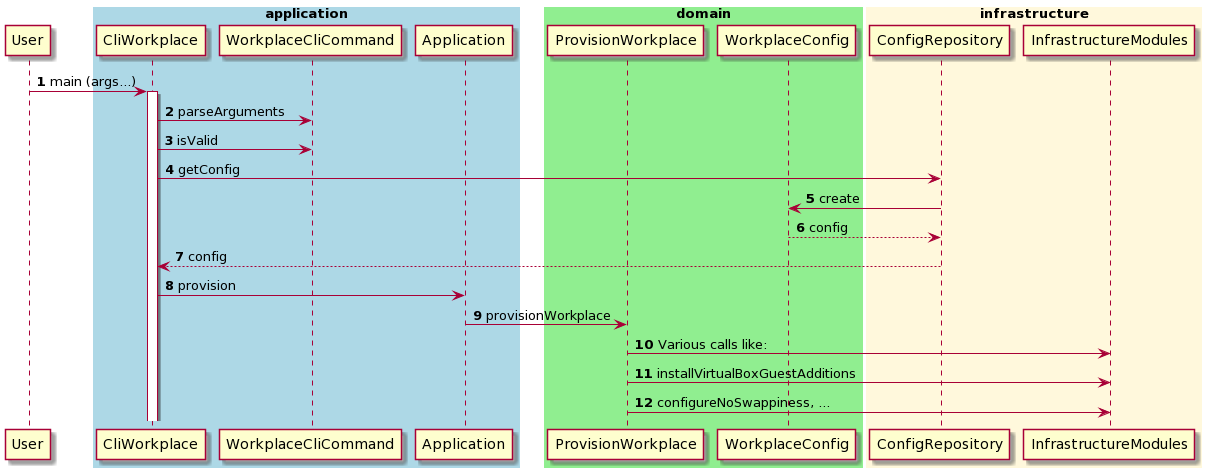 application
domain
infrastructure
User
CliWorkplace
WorkplaceCliCommand
Application
ProvisionWorkplace
WorkplaceConfig
ConfigRepository
InfrastructureModules
1 main (args...)
2 parseArguments
3 isValid
4 getConfig
5 create
6 config
7 config
8 provision
9 provisionWorkplace
10 Various calls like:
11 installVirtualBoxGuestAdditions
12 configureNoSwappiness, ...
User
CliWorkplace
WorkplaceCliCommand
Application
ProvisionWorkplace
WorkplaceConfig
ConfigRepository
InfrastructureModules